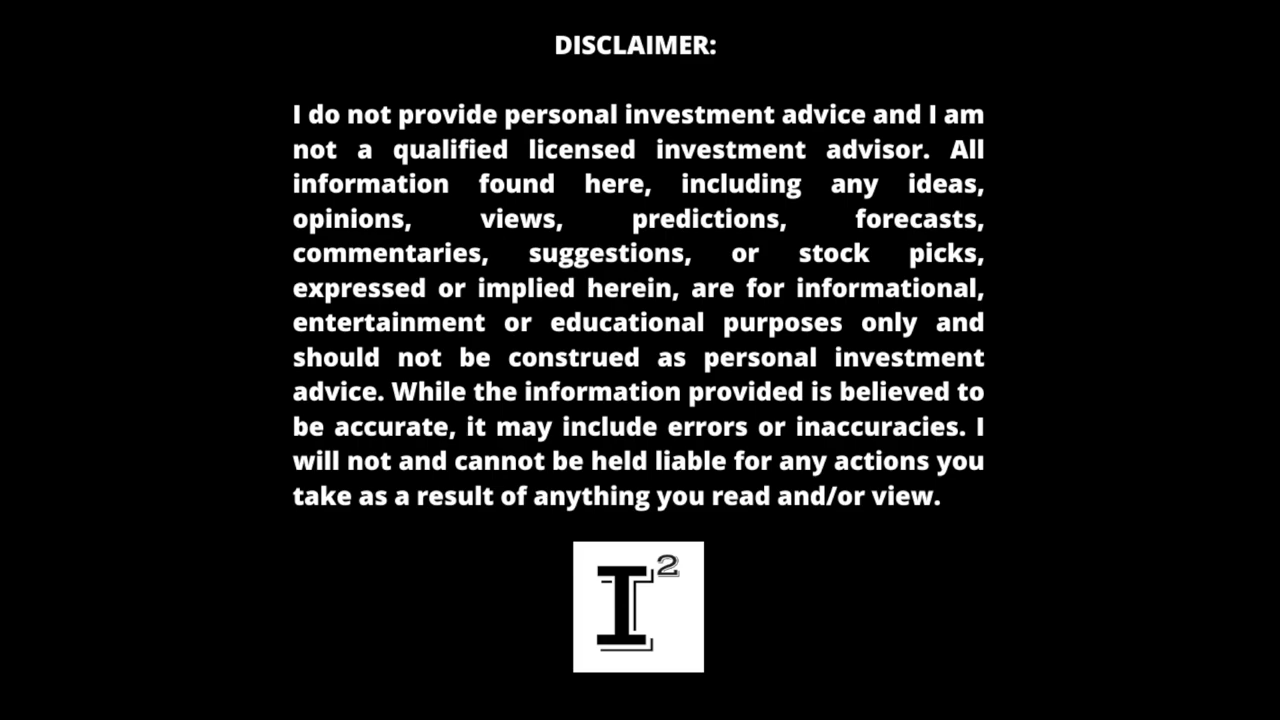 DISCLAIMER:
I do not provide personal investment advice and I am
not a qualified licensed investment advisor. All
information found here, including any ideas,
opinions, views, predictions, forecasts,
commentaries, suggestions, or stock picks,
expressed or implied herein, are for informational,
entertainment or educational purposes only and
should not be construed as personal investment
advice. While the information provided is believed to
be accurate, it may include errors or inaccuracies. I
will not and cannot be held liable for any actions you
take as a result of anything you read and/or view.
I²